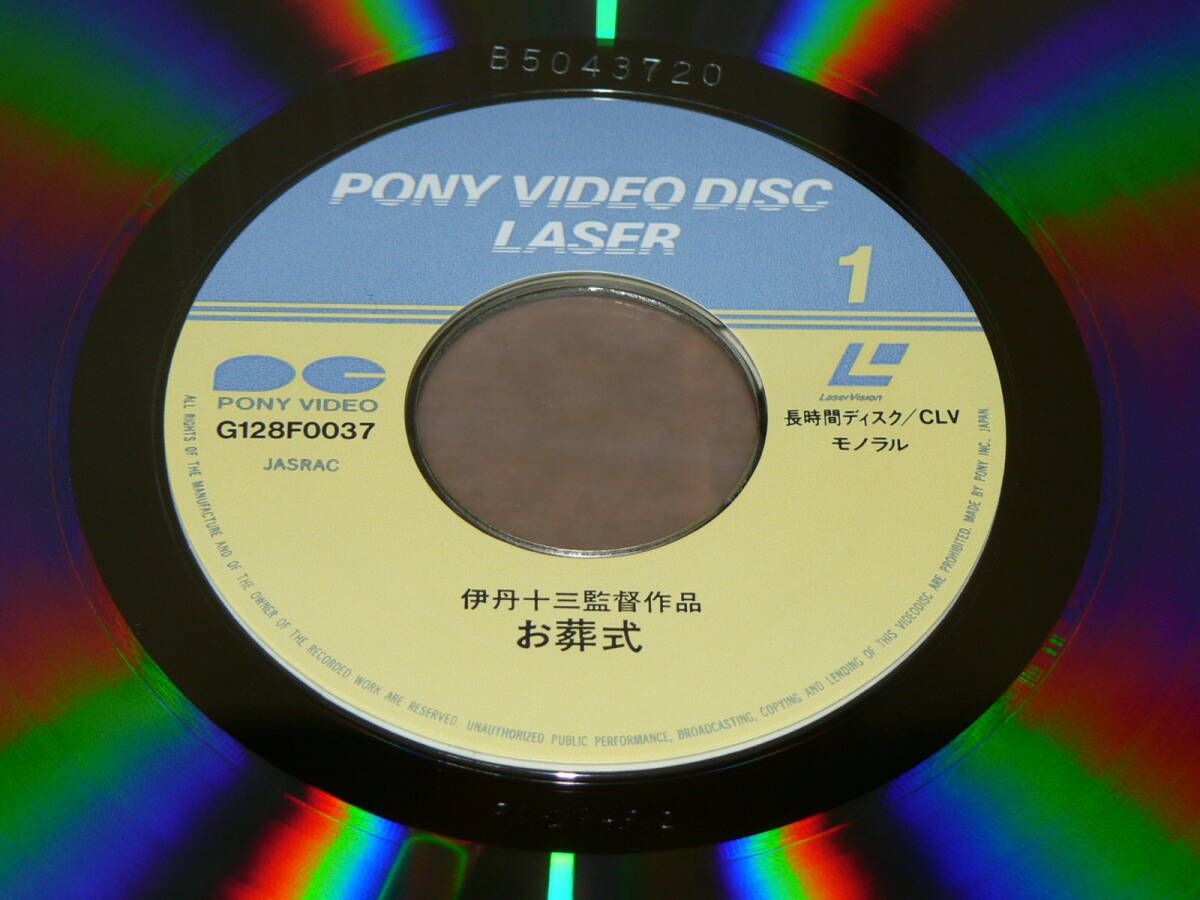 B5043720
PONY VIDEO DISC
LASER
1
PONY VIDEO
G128F0037
JASRAC
LaserVision
長時間ディスク/CLV
モノラル
伊丹十三監督作品
お葬式
ALL RIGHTS OF THE MANUFACTURE AND OF THE OWNER OF THE RECORDED WORK ARE RESERVED. UNAUTHORIZED PUBLIC PERFORMANCE, BROADCASTING, COPYING AND LENDING OF THIS VIDEODISC ARE PROHIBITED. MADE BY PONY INC. JAPAN.